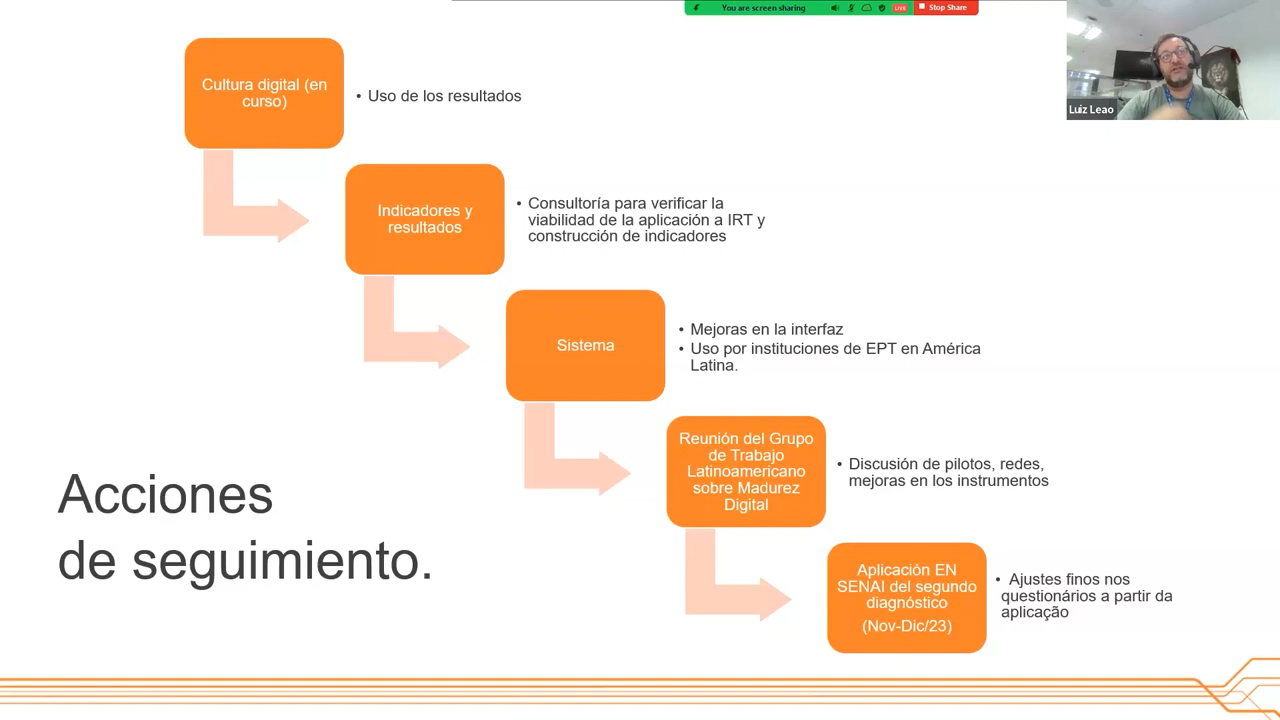 You are screen sharing
LIVE
Stop Share
Luiz Leao
Cultura digital (en
curso)
• Uso de los resultados
Indicadores y
resultados
• Consultoría para verificar la
viabilidad de la aplicación a IRT y
construcción de indicadores
Sistema
• Mejoras en la interfaz
• Uso por instituciones de EPT en América
Latina.
Reunión del Grupo
de Trabajo
Latinoamericano
sobre Madurez
Digital
• Discusión de pilotos, redes,
mejoras en los instrumentos
Acciones
de seguimiento.
Aplicación EN
SENAI del segundo
diagnóstico
(Nov-Dic/23)
• Ajustes finos nos
questionários a partir da
aplicação